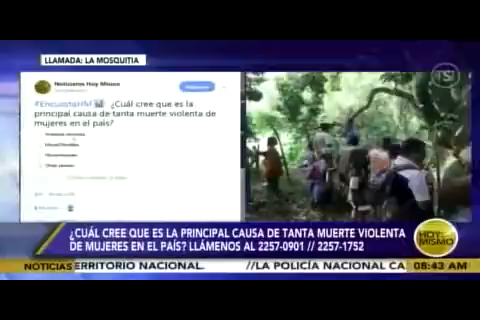 LLAMADA: LA MOSQUITIA
Noticieros Hoy Mismo
#EncuestaHM ¿Cuál cree que es la
principal causa de tanta muerte violenta
de mujeres en el país?
TSi
¿CUÁL CREE QUE ES LA PRINCIPAL CAUSA DE TANTA MUERTE VIOLENTA
DE MUJERES EN EL PAÍS? LLÁMENOS AL 2257-0901 // 2257-1752
HOY MISMO
NOTICIAS ERRITORIO NACIONAL. //LA POLICÍA NACIONAL CA 08:43 AM